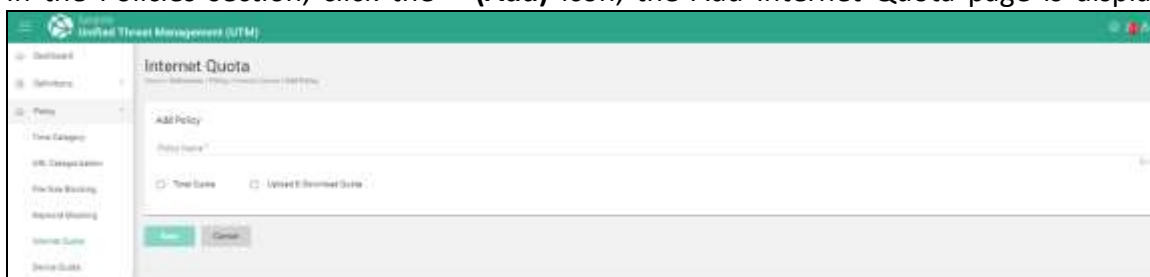 In the Policies section, click the + (Add) icon, the Add Internet Quota page is displa
Unified Threat Management (UTM)
Dashboard
Internet Quota
Definitions
Policy
Add Policy
Time Category
Policy Name *
URL Categorization
File Size Blocking
Time Quota
Upload & Download Quota
Keyword Blocking
Internet Quota
Save
Cancel
Device Quota